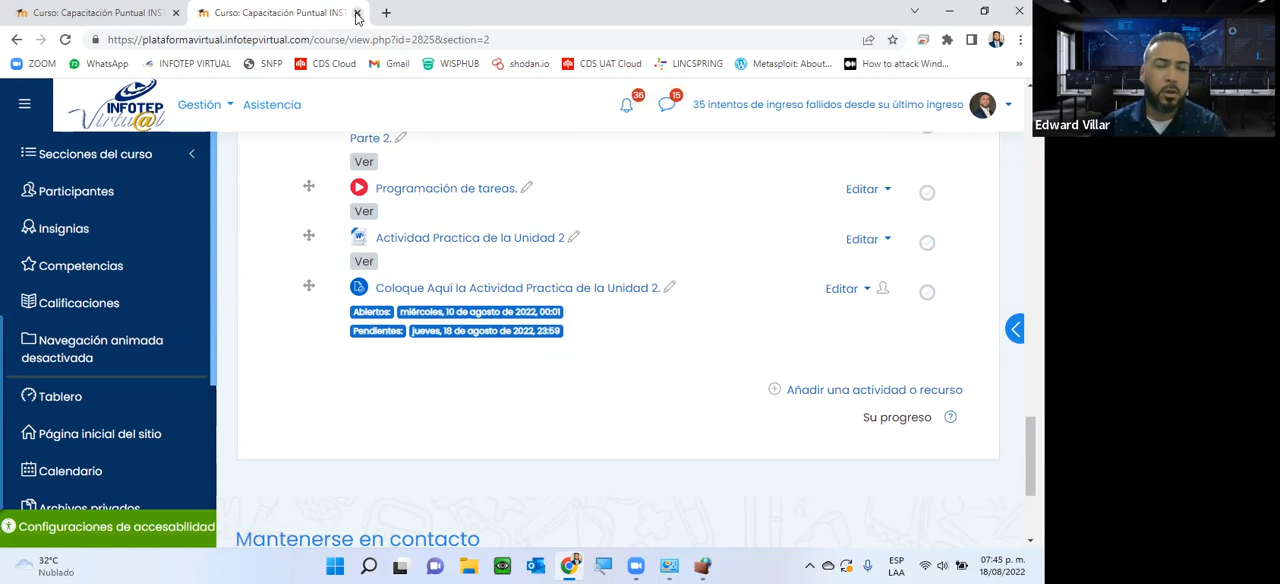 Curso: Capacitación Puntual INST
Curso: Capacitación Puntual INST
https://plataformavirtual.infotepvirtual.com/course/view.php?id=2825&section=2
ZOOM
WhatsApp
INFOTEP VIRTUAL
SNFP
CDS Cloud
Gmail
WISPHUB
shodan.io
CDS UAT Cloud
LINCSPRING
Metasploit: About...
How to attack Wind...
»
INFOTEP
Virtu@l
Gestión
Asistencia
36
15
35 intentos de ingreso fallidos desde su último ingreso
Edward Villar
Secciones del curso
Participantes
Insignias
Competencias
Calificaciones
Navegación animada
desactivada
Tablero
Página inicial del sitio
Calendario
Archivos privados
Configuraciones de accesabilidad
Parte 2.
Ver
Programación de tareas.
Editar
Ver
Actividad Practica de la Unidad 2
Editar
Ver
Coloque Aquí la Actividad Practica de la Unidad 2.
Editar
Abiertos: miércoles, 10 de agosto de 2022, 00:01
Pendientes: jueves, 18 de agosto de 2022, 23:59
Añadir una actividad o recurso
Su progreso
Mantenerse en contacto
32°C
Nublado
ESP
LAA
07:45 p. m.
18/08/2022